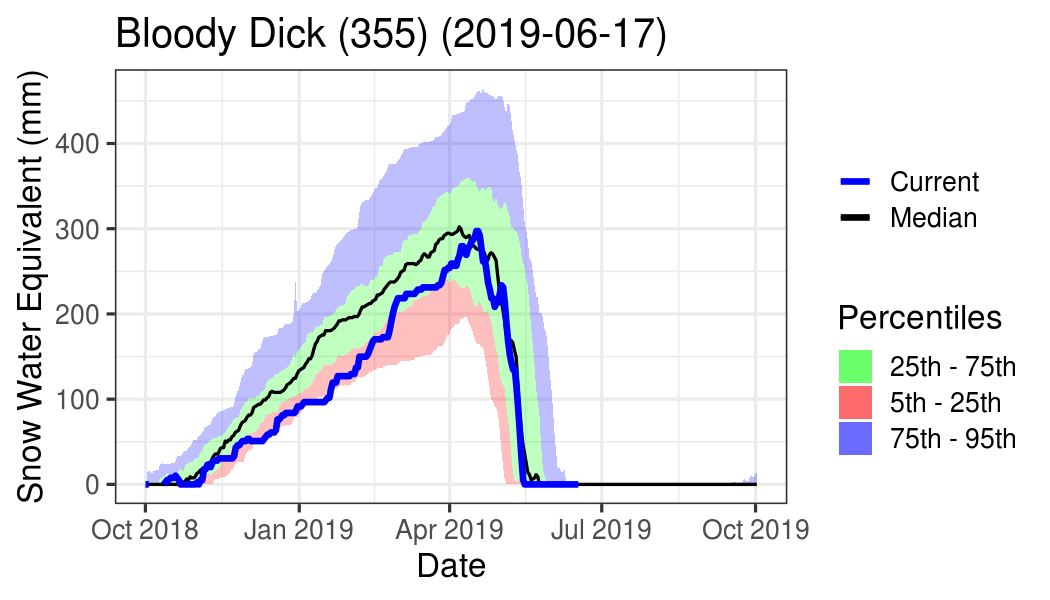 Bloody Dick (355) (2019-06-17)
Snow Water Equivalent (mm)
400
300
200
100
0
Oct 2018
Jan 2019
Apr 2019
Jul 2019
Oct 2019
Date
Current
Median
Percentiles
25th - 75th
5th - 25th
75th - 95th